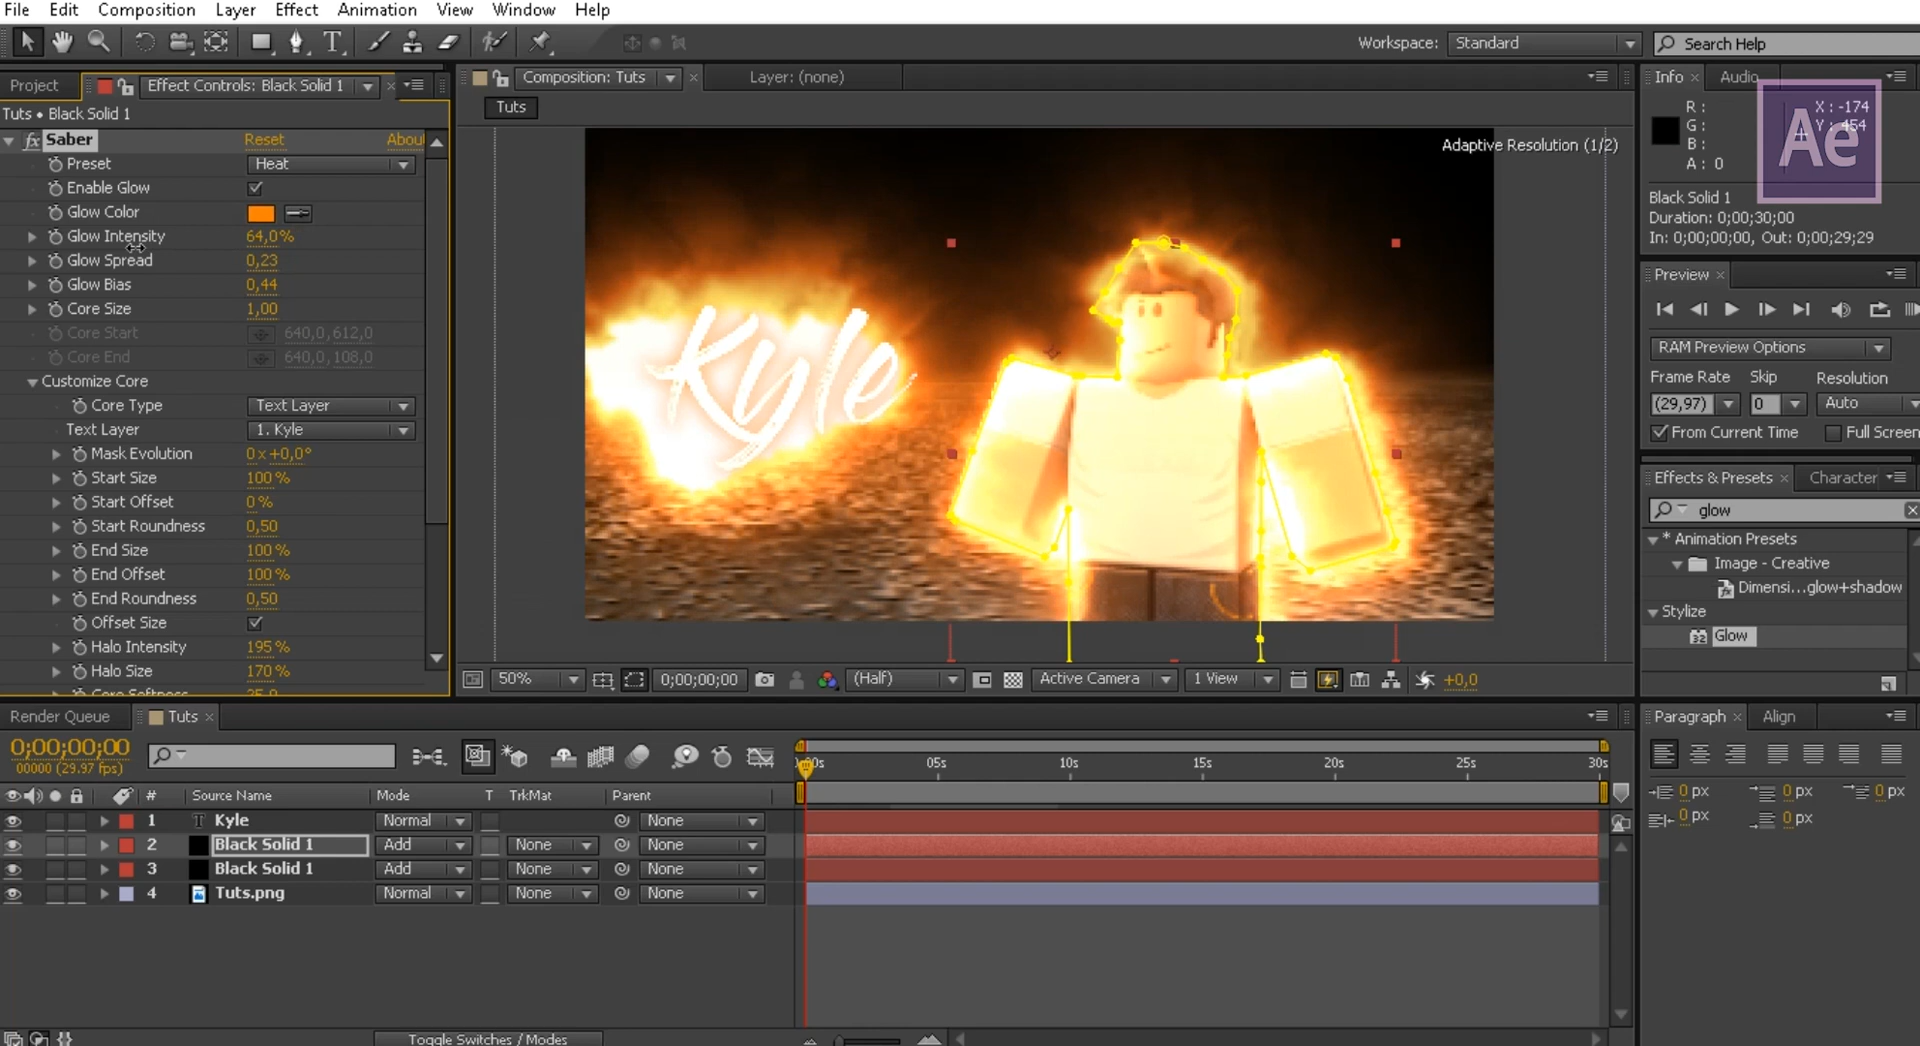 File Edit Composition Layer Effect Animation View Window Help
Workspace: Standard Search Help
Project Effect Controls: Black Solid 1
Composition: Tuts Layer: (none)
Info Audio
Tuts • Black Solid 1
Tuts
R :
G :
B :
A : 0
X : -174
Y : 454
Ae
fx Saber Reset Abou
Preset Heat
Enable Glow
Glow Color
Glow Intensity 64,0%
Glow Spread 0,23
Glow Bias 0,44
Core Size 1,00
Core Start 640,0,612,0
Core End 640,0,108,0
Customize Core
Core Type Text Layer
Text Layer 1. Kyle
Mask Evolution 0x+0,0°
Start Size 100 %
Start Offset 0 %
Start Roundness 0,50
End Size 100 %
End Offset 100 %
End Roundness 0,50
Offset Size
Halo Intensity 195 %
Halo Size 170 %
Core Softness 25,0
Adaptive Resolution (1/2)
Kyle
50% 0;00;00;00 (Half) Active Camera 1 View +0,0
Black Solid 1
Duration: 0;00;30;00
In: 0;00;00;00, Out: 0;00;29;29
Preview
RAM Preview Options
Frame Rate Skip Resolution
(29,97) 0 Auto
From Current Time Full Screen
Effects & Presets Character
glow
* Animation Presets
Image - Creative
Dimensi...glow+shadow
Stylize
32 Glow
Render Queue Tuts
0;00;00;00
00000 (29.97 fps)
:00s 05s 10s 15s 20s 25s 30s
# Source Name Mode T TrkMat Parent
1 T Kyle Normal None
2 Black Solid 1 Add None None
3 Black Solid 1 Add None None
4 Tuts.png Normal None None
Toggle Switches / Modes
Paragraph Align
0 px 0 px 0 px
0 px 0 px